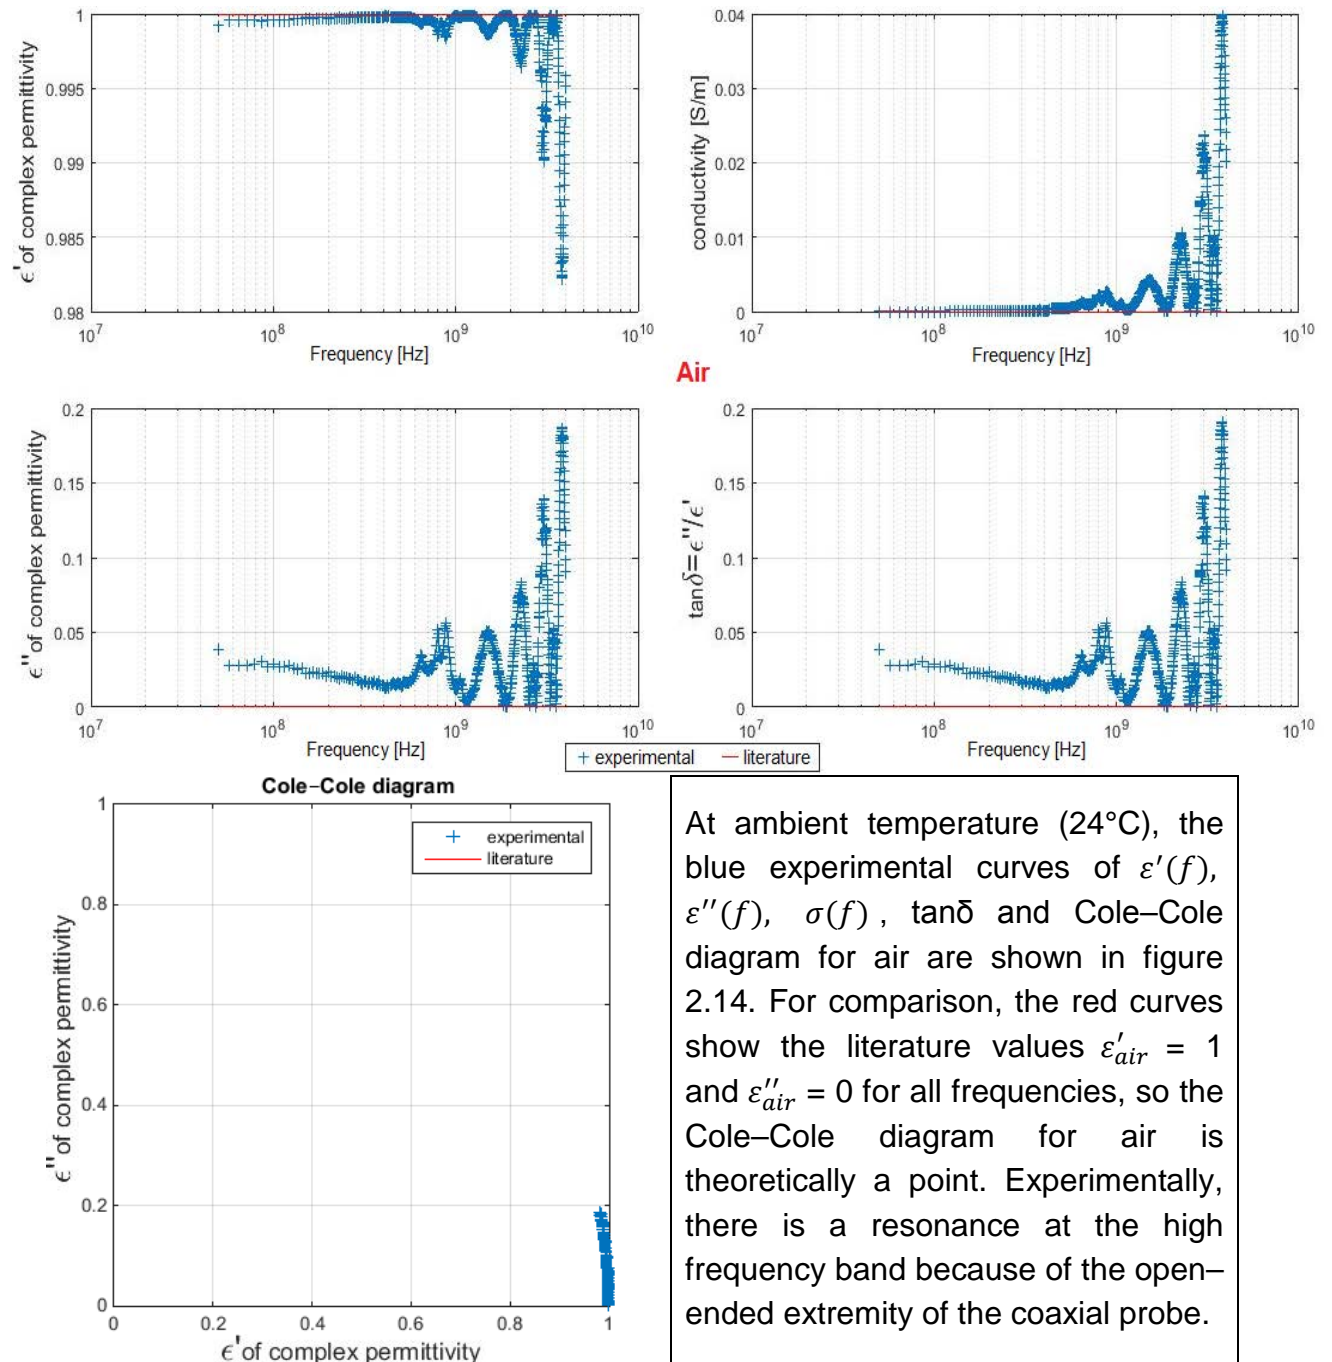 1
0.995
0.99
0.985
0.98
10^7
10^8
10^9
10^10
Frequency [Hz]
ϵ' of complex permittivity
0.04
0.03
0.02
0.01
0
10^7
10^8
10^9
10^10
Frequency [Hz]
conductivity [S/m]
Air
0.2
0.15
0.1
0.05
0
10^7
10^8
10^9
10^10
Frequency [Hz]
ϵ'' of complex permittivity
0.2
0.15
0.1
0.05
0
10^7
10^8
10^9
10^10
Frequency [Hz]
tanδ=ϵ''/ϵ'
experimental literature
Cole–Cole diagram
1
0.8
0.6
0.4
0.2
0
0 0.2 0.4 0.6 0.8 1
ϵ' of complex permittivity
ϵ'' of complex permittivity
experimental
literature
At ambient temperature (24°C), the
blue experimental curves of ε′(f),
ε′′(f), σ(f) , tanδ and Cole–Cole
diagram for air are shown in figure
2.14. For comparison, the red curves
show the literature values ε′air = 1
and ε′′air = 0 for all frequencies, so the
Cole–Cole diagram for air is
theoretically a point. Experimentally,
there is a resonance at the high
frequency band because of the open–
ended extremity of the coaxial probe.